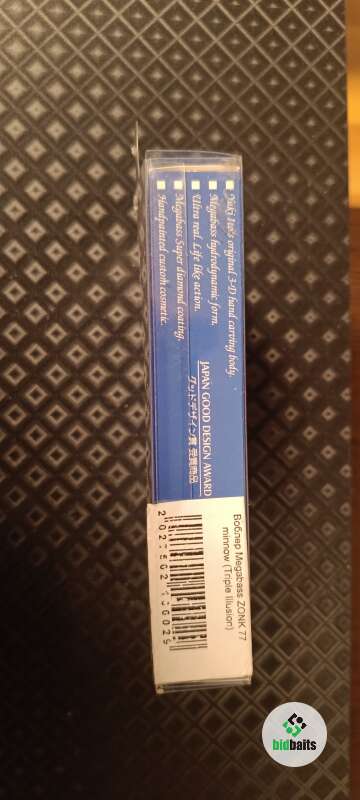 Yuki Ito's original 3-D hand carving body.
Megabass hydrodynamic form.
Ultra real. Life like action.
Megabass Super diamond coating.
Handpainted custom cosmetic.
JAPAN GOOD DESIGN AWARD
グッドデザイン賞 受賞商品
Воблер Megabass ZONK 77
minnow (Triple Illusion)
bidbaits